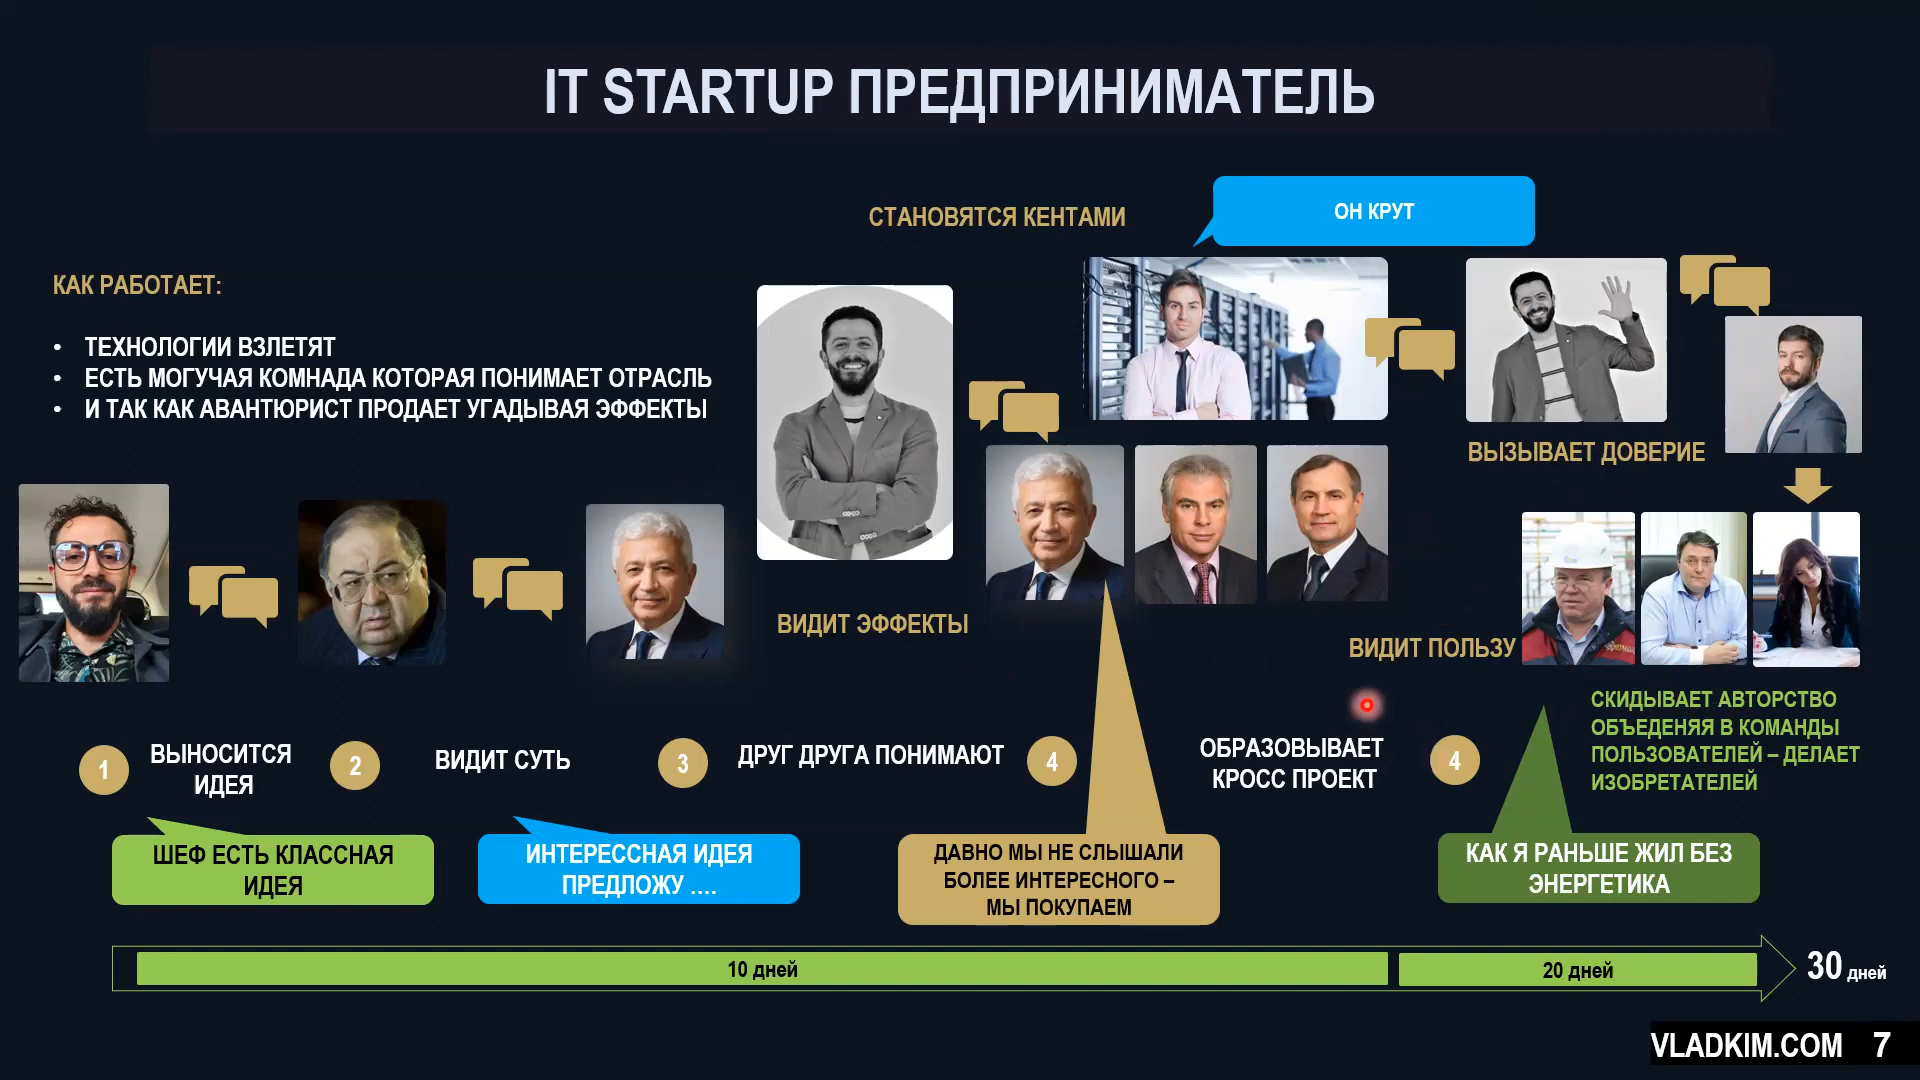 IT STARTUP ПРЕДПРИНИМАТЕЛЬ
СТАНОВЯТСЯ КЕНТАМИ
ОН КРУТ
КАК РАБОТАЕТ:
• ТЕХНОЛОГИИ ВЗЛЕТЯТ
• ЕСТЬ МОГУЧАЯ КОМНАДА КОТОРАЯ ПОНИМАЕТ ОТРАСЛЬ
• И ТАК КАК АВАНТЮРИСТ ПРОДАЕТ УГАДЫВАЯ ЭФФЕКТЫ
ВЫЗЫВАЕТ ДОВЕРИЕ
ВИДИТ ЭФФЕКТЫ
ВИДИТ ПОЛЬЗУ
1
ВЫНОСИТСЯ
ИДЕЯ
2
ВИДИТ СУТЬ
3
ДРУГ ДРУГА ПОНИМАЮТ
4
ОБРАЗОВЫВАЕТ
КРОСС ПРОЕКТ
4
СКИДЫВАЕТ АВТОРСТВО
ОБЪЕДЕНЯЯ В КОМАНДЫ
ПОЛЬЗОВАТЕЛЕЙ – ДЕЛАЕТ
ИЗОБРЕТАТЕЛЕЙ
ШЕФ ЕСТЬ КЛАССНАЯ
ИДЕЯ
ИНТЕРЕССНАЯ ИДЕЯ
ПРЕДЛОЖУ ....
ДАВНО МЫ НЕ СЛЫШАЛИ
БОЛЕЕ ИНТЕРЕСНОГО –
МЫ ПОКУПАЕМ
КАК Я РАНЬШЕ ЖИЛ БЕЗ
ЭНЕРГЕТИКА
10 дней
20 дней
30 дней
VLADKIM.COM 7